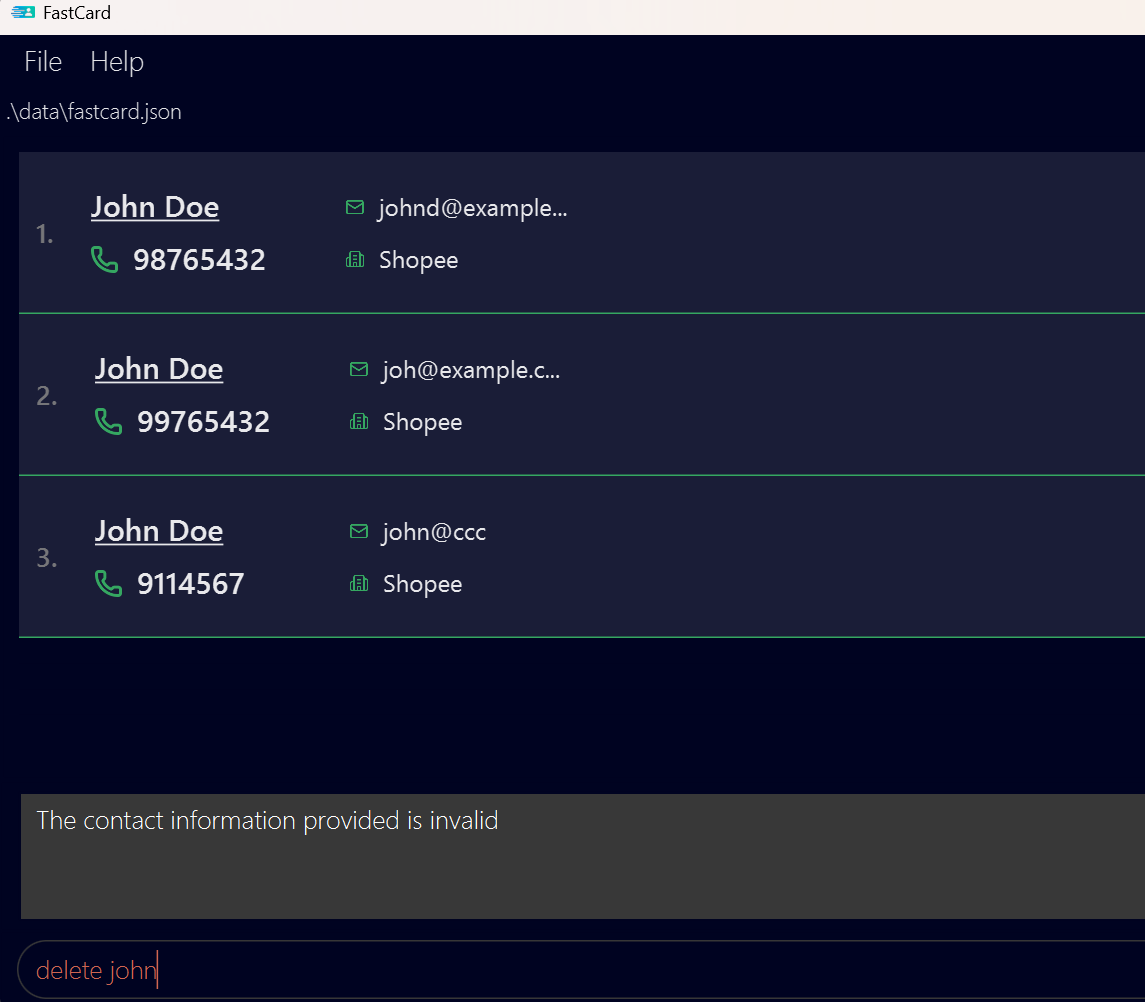 FastCard
File Help
.\data\fastcard.json
1.
John Doe
johnd@example...
98765432
Shopee
2.
John Doe
joh@example.c...
99765432
Shopee
3.
John Doe
john@ccc
9114567
Shopee
The contact information provided is invalid
delete john